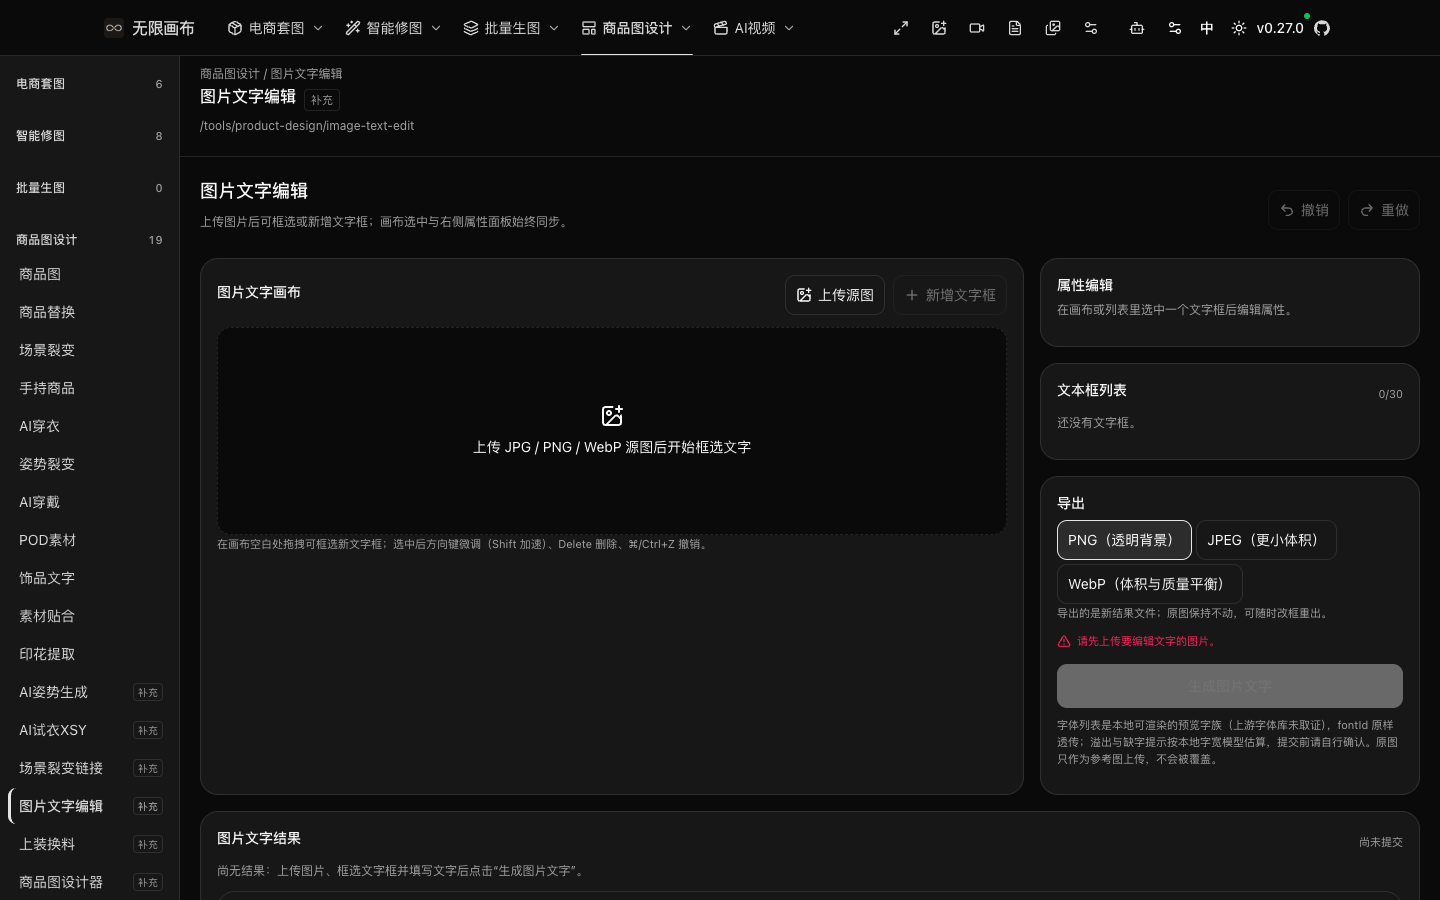 无限画布
电商套图
智能修图
批量生图
商品图设计
AI视频
中
v0.27.0
电商套图 6
智能修图 8
批量生图 0
商品图设计 19
商品图
商品替换
场景裂变
手持商品
AI穿衣
姿势裂变
AI穿戴
POD素材
饰品文字
素材贴合
印花提取
AI姿势生成 补充
AI试衣XSY 补充
场景裂变链接 补充
图片文字编辑 补充
上装换料 补充
商品图设计器 补充
商品图设计 / 图片文字编辑
图片文字编辑 补充
/tools/product-design/image-text-edit
图片文字编辑
上传图片后可框选或新增文字框；画布选中与右侧属性面板始终同步。
撤销
重做
图片文字画布
上传源图
新增文字框
上传 JPG / PNG / WebP 源图后开始框选文字
在画布空白处拖拽可框选新文字框；选中后方向键微调（Shift 加速）、Delete 删除、⌘/Ctrl+Z 撤销。
属性编辑
在画布或列表里选中一个文字框后编辑属性。
文本框列表 0/30
还没有文字框。
导出
PNG（透明背景）
JPEG（更小体积）
WebP（体积与质量平衡）
导出的是新结果文件；原图保持不动，可随时改框重出。
请先上传要编辑文字的图片。
生成图片文字
字体列表是本地可渲染的预览字族（上游字体库未取证），fontId 原样
透传；溢出与缺字提示按本地字宽模型估算，提交前请自行确认。原图
只作为参考图上传，不会被覆盖。
图片文字结果
尚未提交
尚无结果：上传图片、框选文字框并填写文字后点击“生成图片文字”。